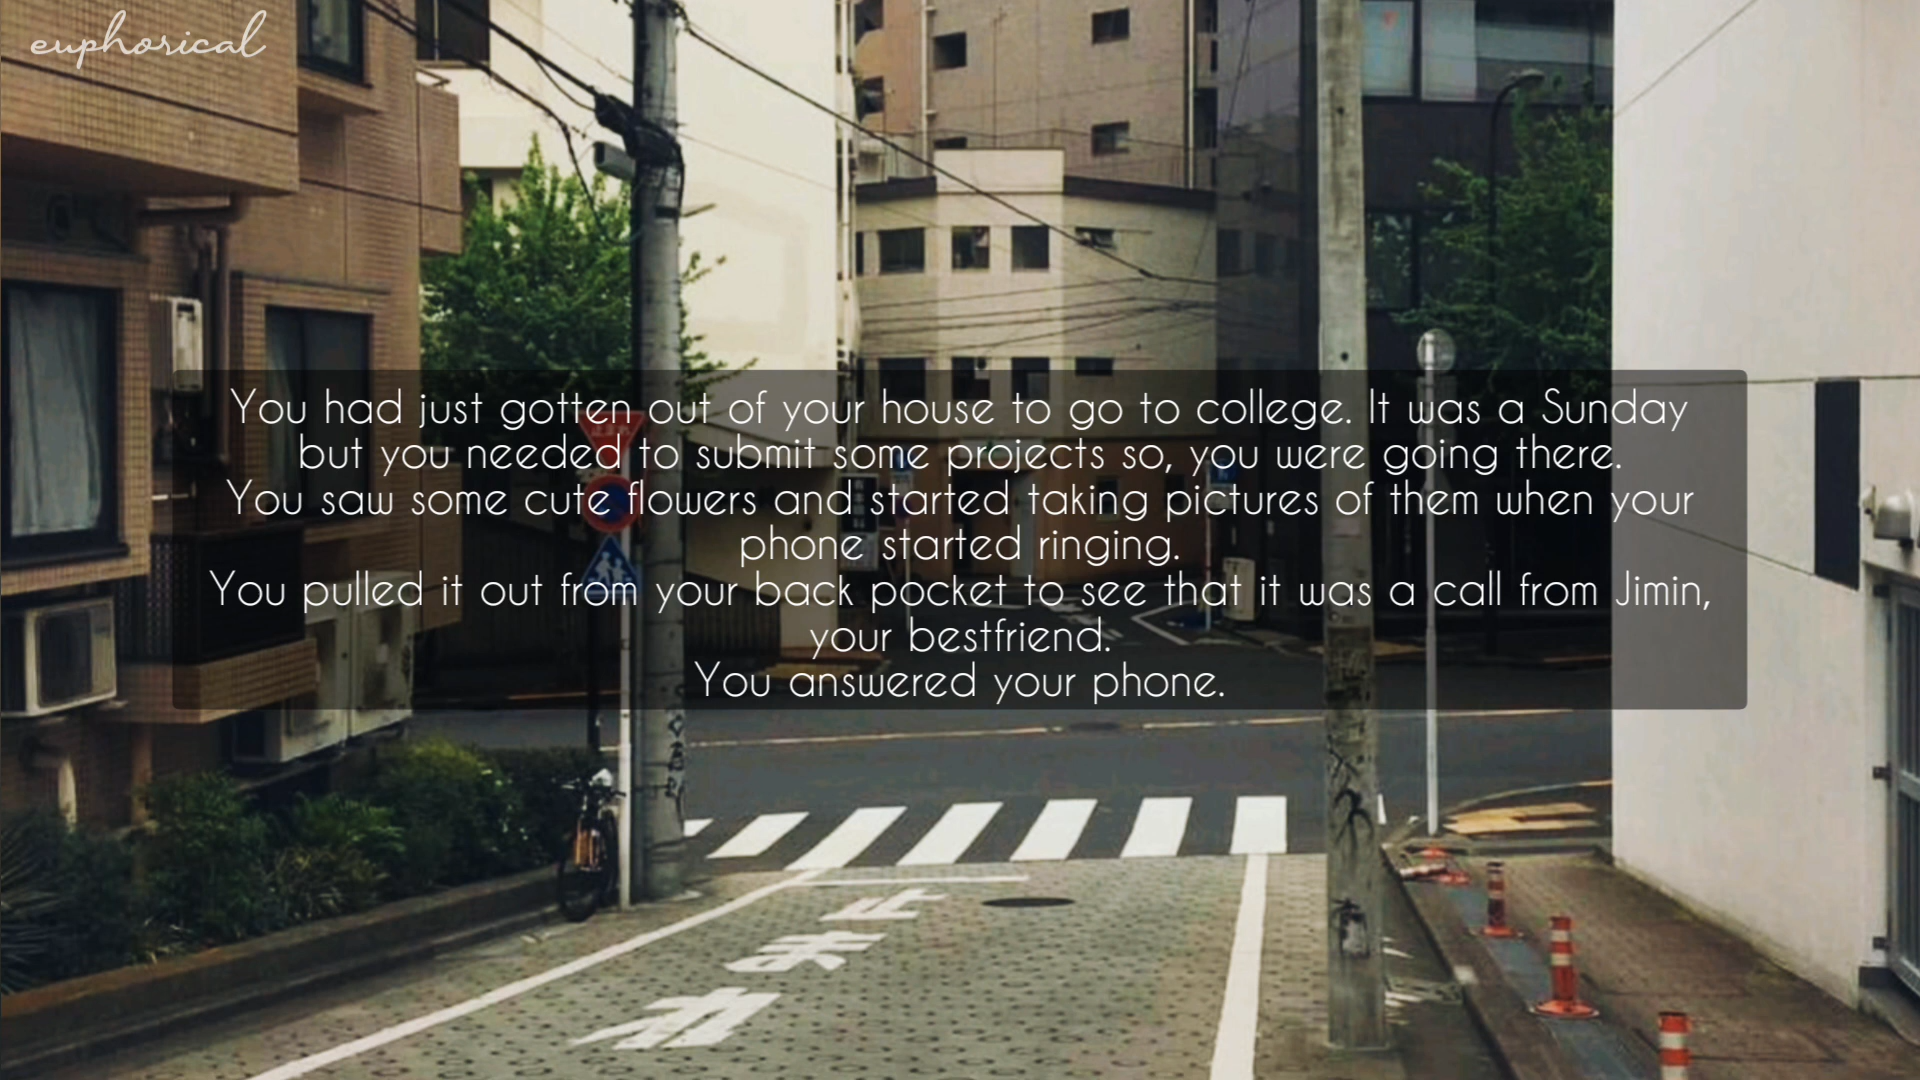 euphorical
You had just gotten out of your house to go to college. It was a Sunday
but you needed to submit some projects so, you were going there.
You saw some cute flowers and started taking pictures of them when your
phone started ringing.
You pulled it out from your back pocket to see that it was a call from Jimin,
your bestfriend.
You answered your phone.
止まれ